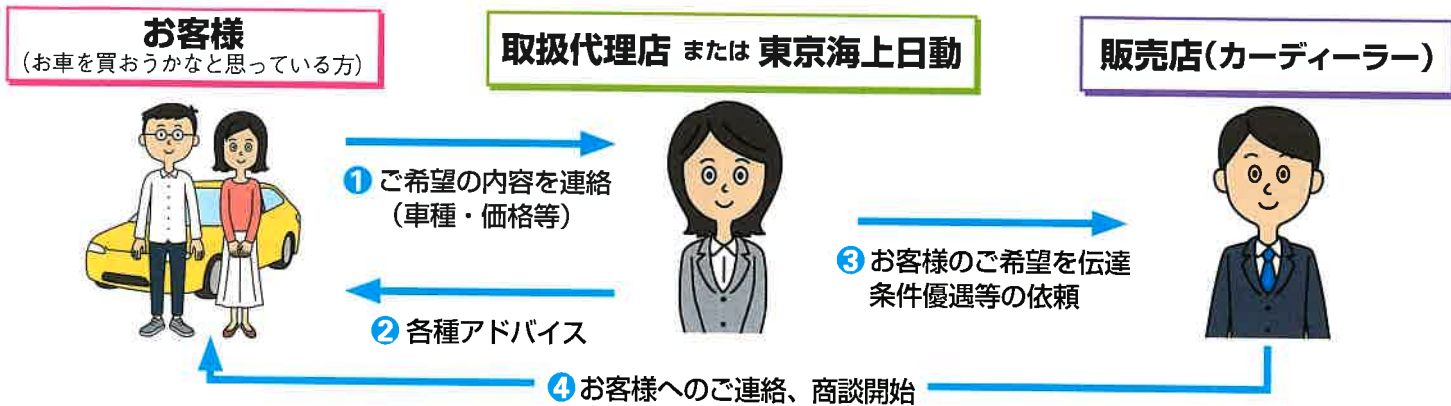 お客様
(お車を買おうかなと思っている方)
取扱代理店 または 東京海上日動
販売店(カーディーラー)
❶ ご希望の内容を連絡
(車種・価格等)
❷ 各種アドバイス
❸ お客様のご希望を伝達
条件優遇等の依頼
❹ お客様へのご連絡、商談開始